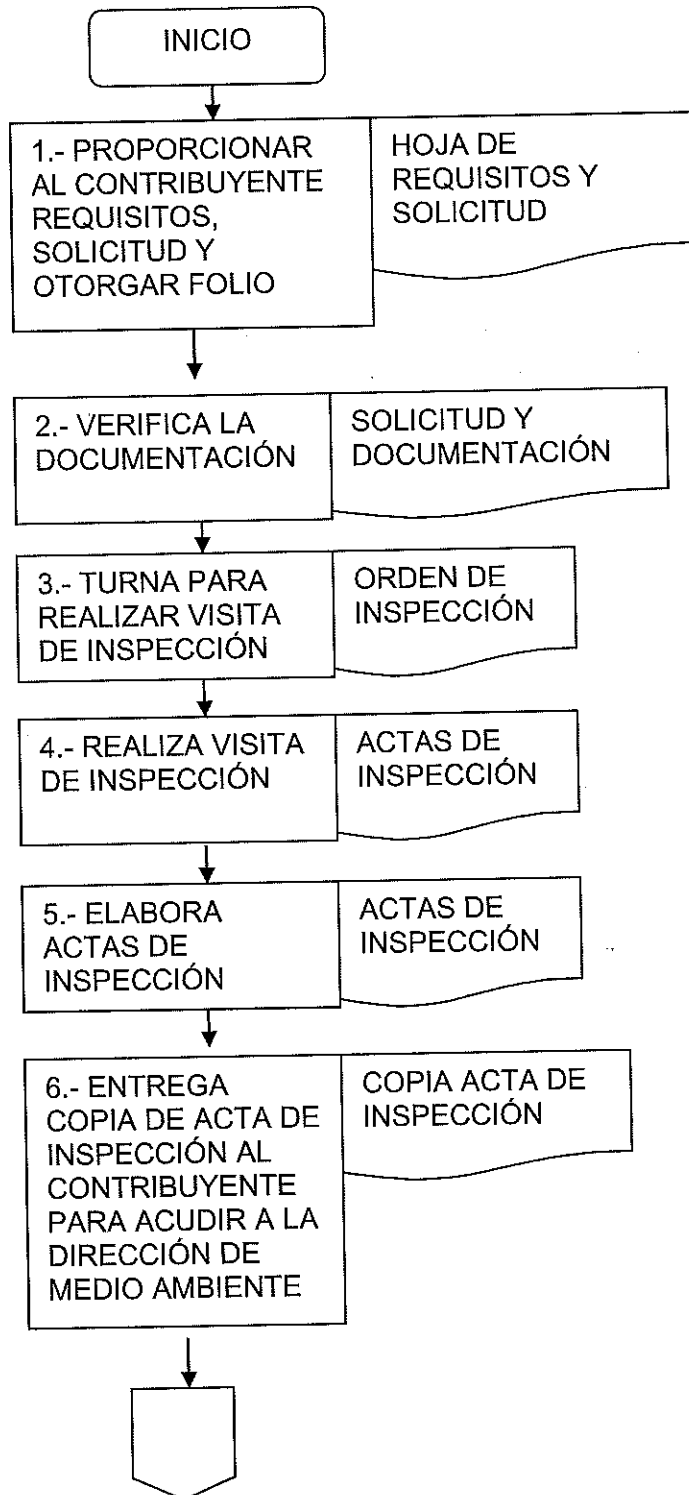 INICIO
1.- PROPORCIONAR
AL CONTRIBUYENTE
REQUISITOS,
SOLICITUD Y
OTORGAR FOLIO
HOJA DE
REQUISITOS Y
SOLICITUD
2.- VERIFICA LA
DOCUMENTACIÓN
SOLICITUD Y
DOCUMENTACIÓN
3.- TURNA PARA
REALIZAR VISITA
DE INSPECCIÓN
ORDEN DE
INSPECCIÓN
4.- REALIZA VISITA
DE INSPECCIÓN
ACTAS DE
INSPECCIÓN
5.- ELABORA
ACTAS DE
INSPECCIÓN
ACTAS DE
INSPECCIÓN
6.- ENTREGA
COPIA DE ACTA DE
INSPECCIÓN AL
CONTRIBUYENTE
PARA ACUDIR A LA
DIRECCIÓN DE
MEDIO AMBIENTE
COPIA ACTA DE
INSPECCIÓN